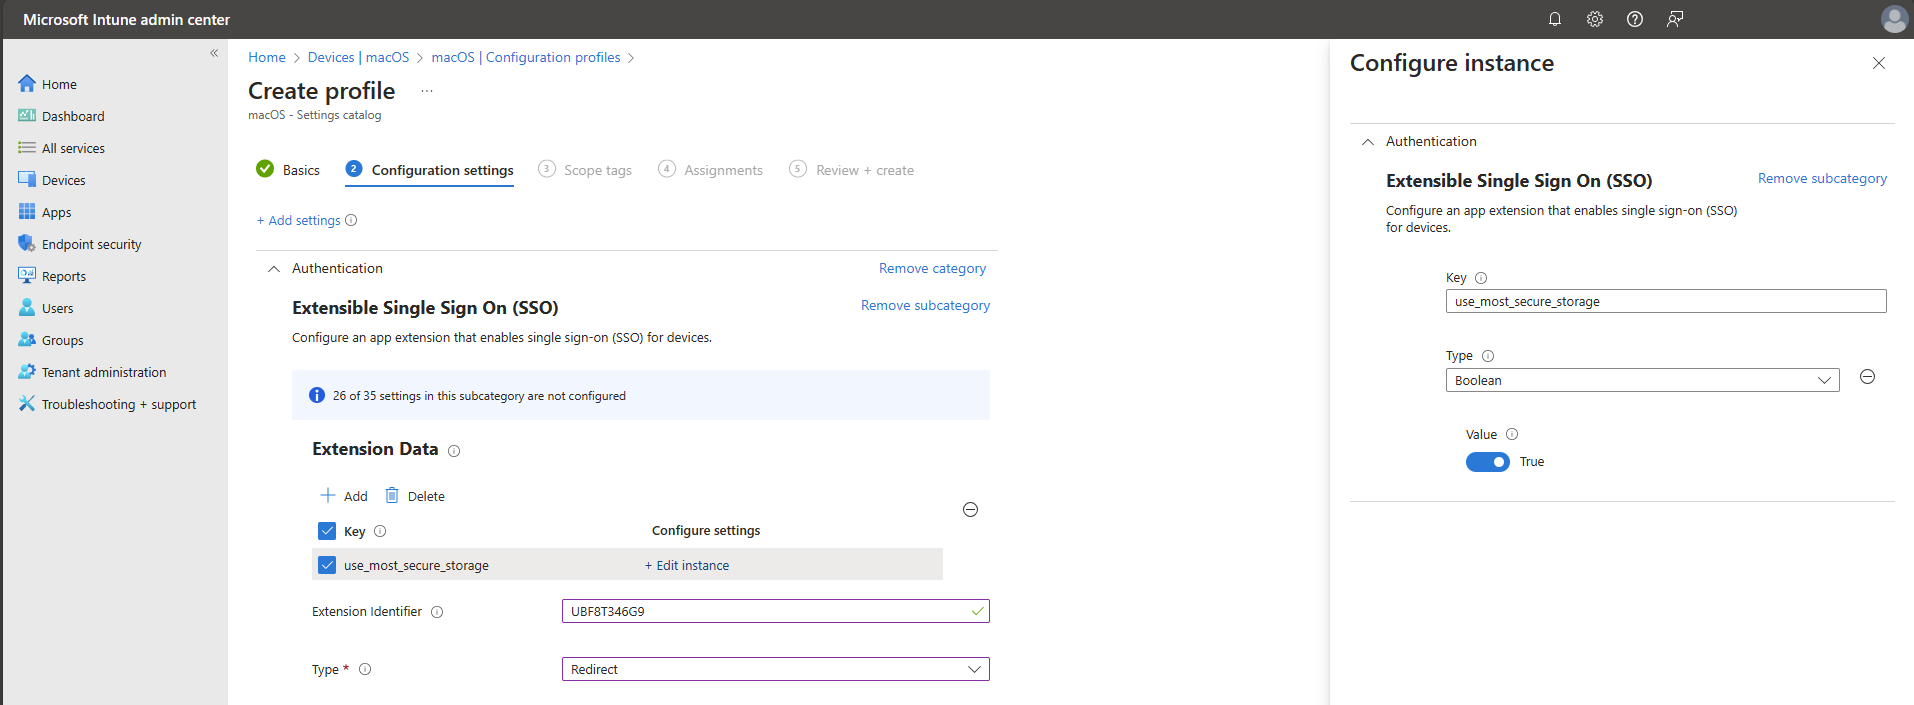 Microsoft Intune admin center
Home
Dashboard
All services
Devices
Apps
Endpoint security
Reports
Users
Groups
Tenant administration
Troubleshooting + support
Home > Devices | macOS > macOS | Configuration profiles >
Create profile ...
macOS - Settings catalog
Basics 2 Configuration settings 3 Scope tags 4 Assignments 5 Review + create
+ Add settings
Authentication Remove category
Extensible Single Sign On (SSO) Remove subcategory
Configure an app extension that enables single sign-on (SSO) for devices.
26 of 35 settings in this subcategory are not configured
Extension Data
Add Delete
Key Configure settings
use_most_secure_storage + Edit instance
Extension Identifier UBF8T346G9
Type * Redirect
Configure instance
Authentication
Extensible Single Sign On (SSO) Remove subcategory
Configure an app extension that enables single sign-on (SSO)
for devices.
Key
use_most_secure_storage
Type
Boolean
Value
True